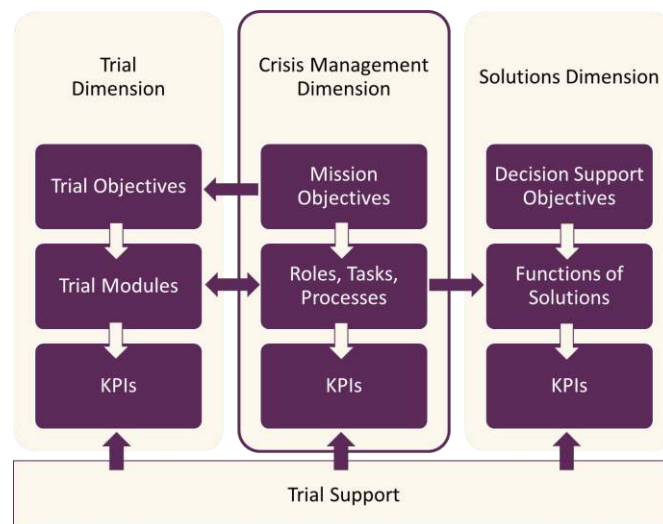 Trial
Dimension
Crisis Management
Dimension
Solutions Dimension
Trial Objectives
Mission
Objectives
Decision Support
Objectives
Trial Modules
Roles, Tasks,
Processes
Functions of
Solutions
KPIs
KPIs
KPIs
Trial Support